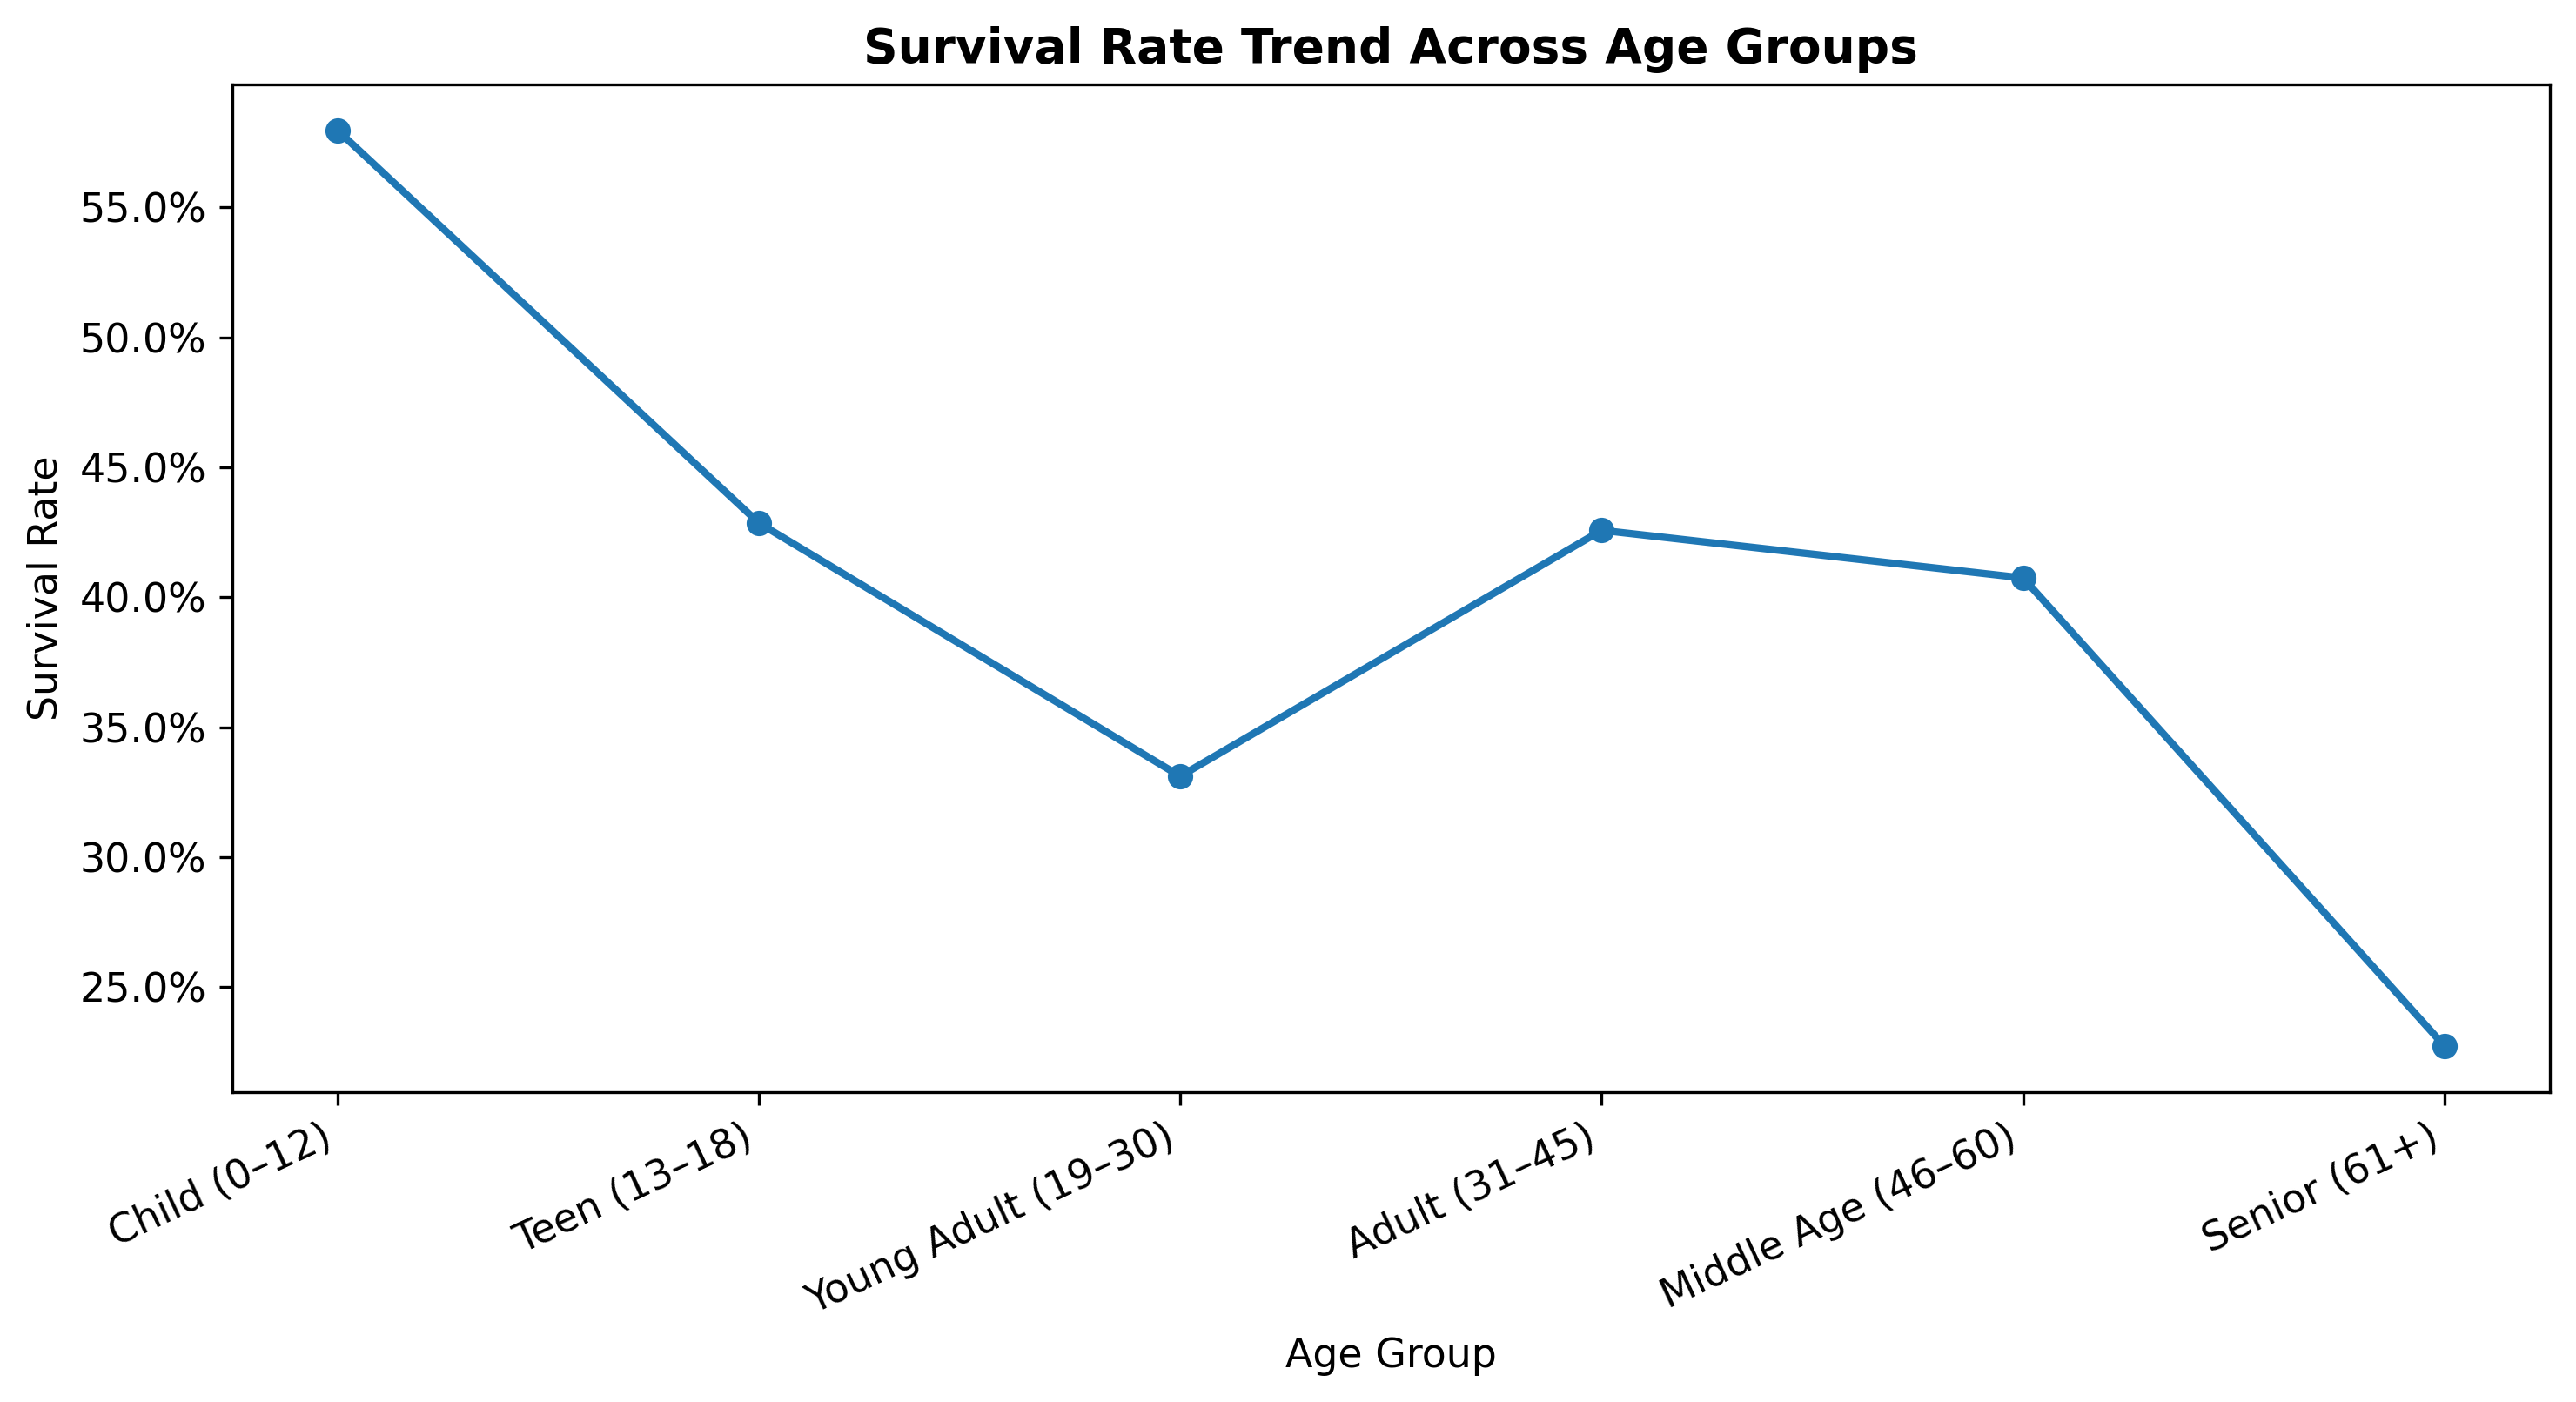 Survival Rate Trend Across Age Groups
Survival Rate
55.0%
50.0%
45.0%
40.0%
35.0%
30.0%
25.0%
Child (0–12)
Teen (13–18)
Young Adult (19–30)
Adult (31–45)
Middle Age (46–60)
Senior (61+)
Age Group